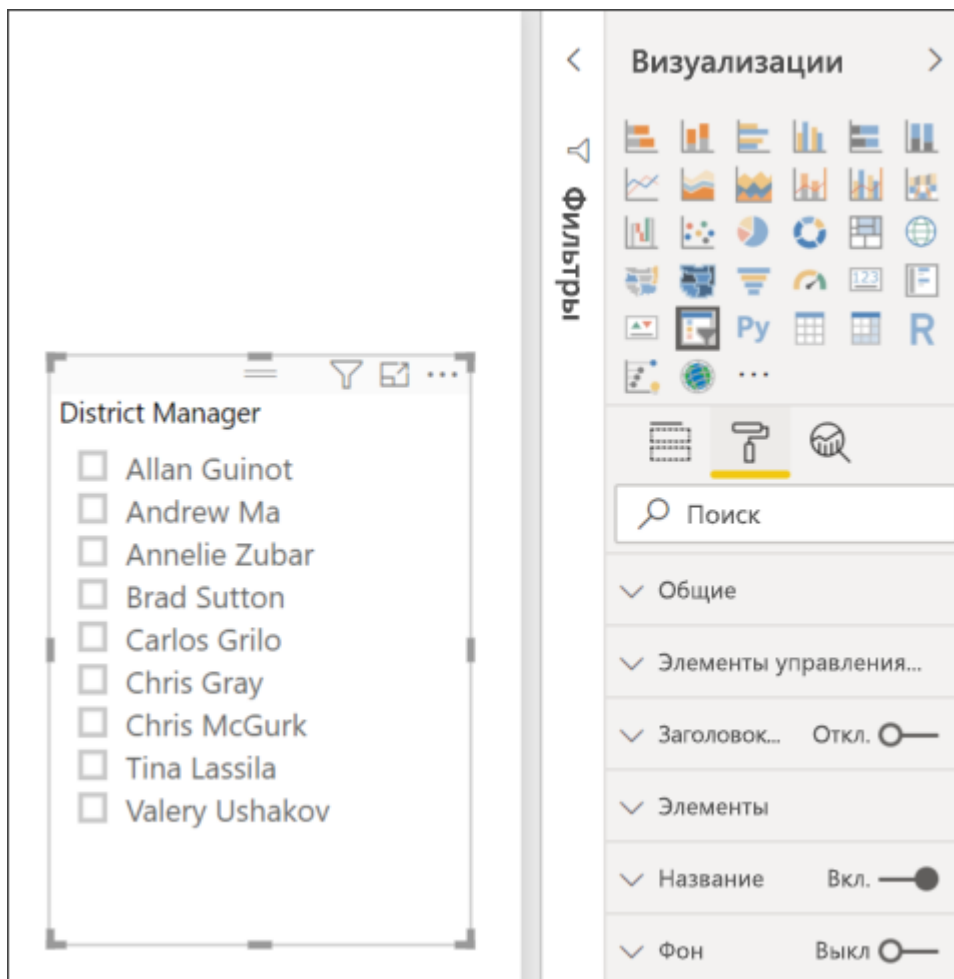 District Manager
Allan Guinot
Andrew Ma
Annelie Zubar
Brad Sutton
Carlos Grilo
Chris Gray
Chris McGurk
Tina Lassila
Valery Ushakov
Фильтры
Визуализации
123
Py
R
Поиск
Общие
Элементы управления...
Заголовок... Откл.
Элементы
Название Вкл.
Фон Выкл